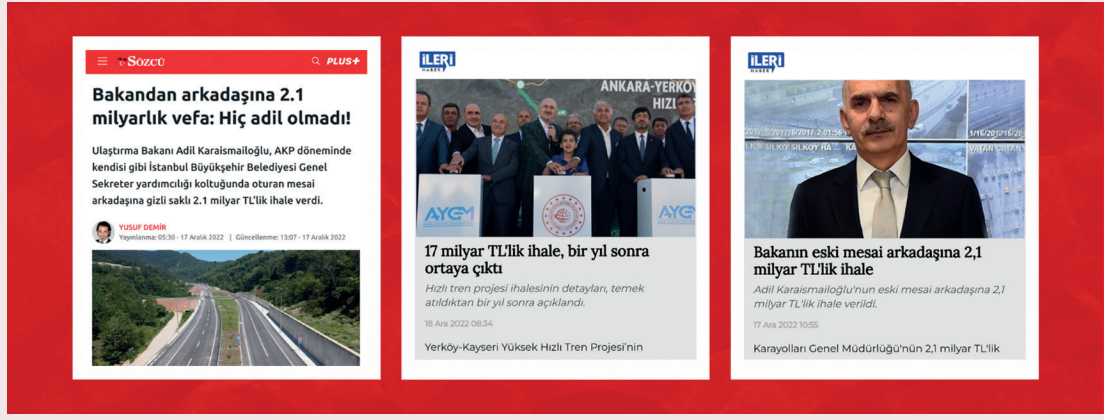 Sözcü
PLUS+
Bakandan arkadaşına 2.1
milyarlık vefa: Hiç adil olmadı!
Ulaştırma Bakanı Adil Karaismailoğlu, AKP döneminde
kendisi gibi İstanbul Büyükşehir Belediyesi Genel
Sekreter yardımcılığı koltuğunda oturan mesai
arkadaşına gizli saklı 2.1 milyar TL'lik ihale verdi.
YUSUF DEMİR
Yayınlanma: 05:30 - 17 Aralık 2022 | Güncellenme: 13:07 - 17 Aralık 2022
İLERİ
HABER
ANKARA-YERKÖY
HIZLI
AYGM
AYGM
17 milyar TL'lik ihale, bir yıl sonra
ortaya çıktı
Hızlı tren projesi ihalesinin detayları, temek
atıldıktan bir yıl sonra açıklandı.
18 Ara 2022 08:34
Yerköy-Kayseri Yüksek Hızlı Tren Projesi'nin
İLERİ
HABER
Bakanın eski mesai arkadaşına 2,1
milyar TL'lik ihale
Adil Karaismailoğlu'nun eski mesai arkadaşına 2,1
milyar TL'lik ihale verildi.
17 Ara 2022 10:55
Karayolları Genel Müdürlüğü'nün 2,1 milyar TL'lik